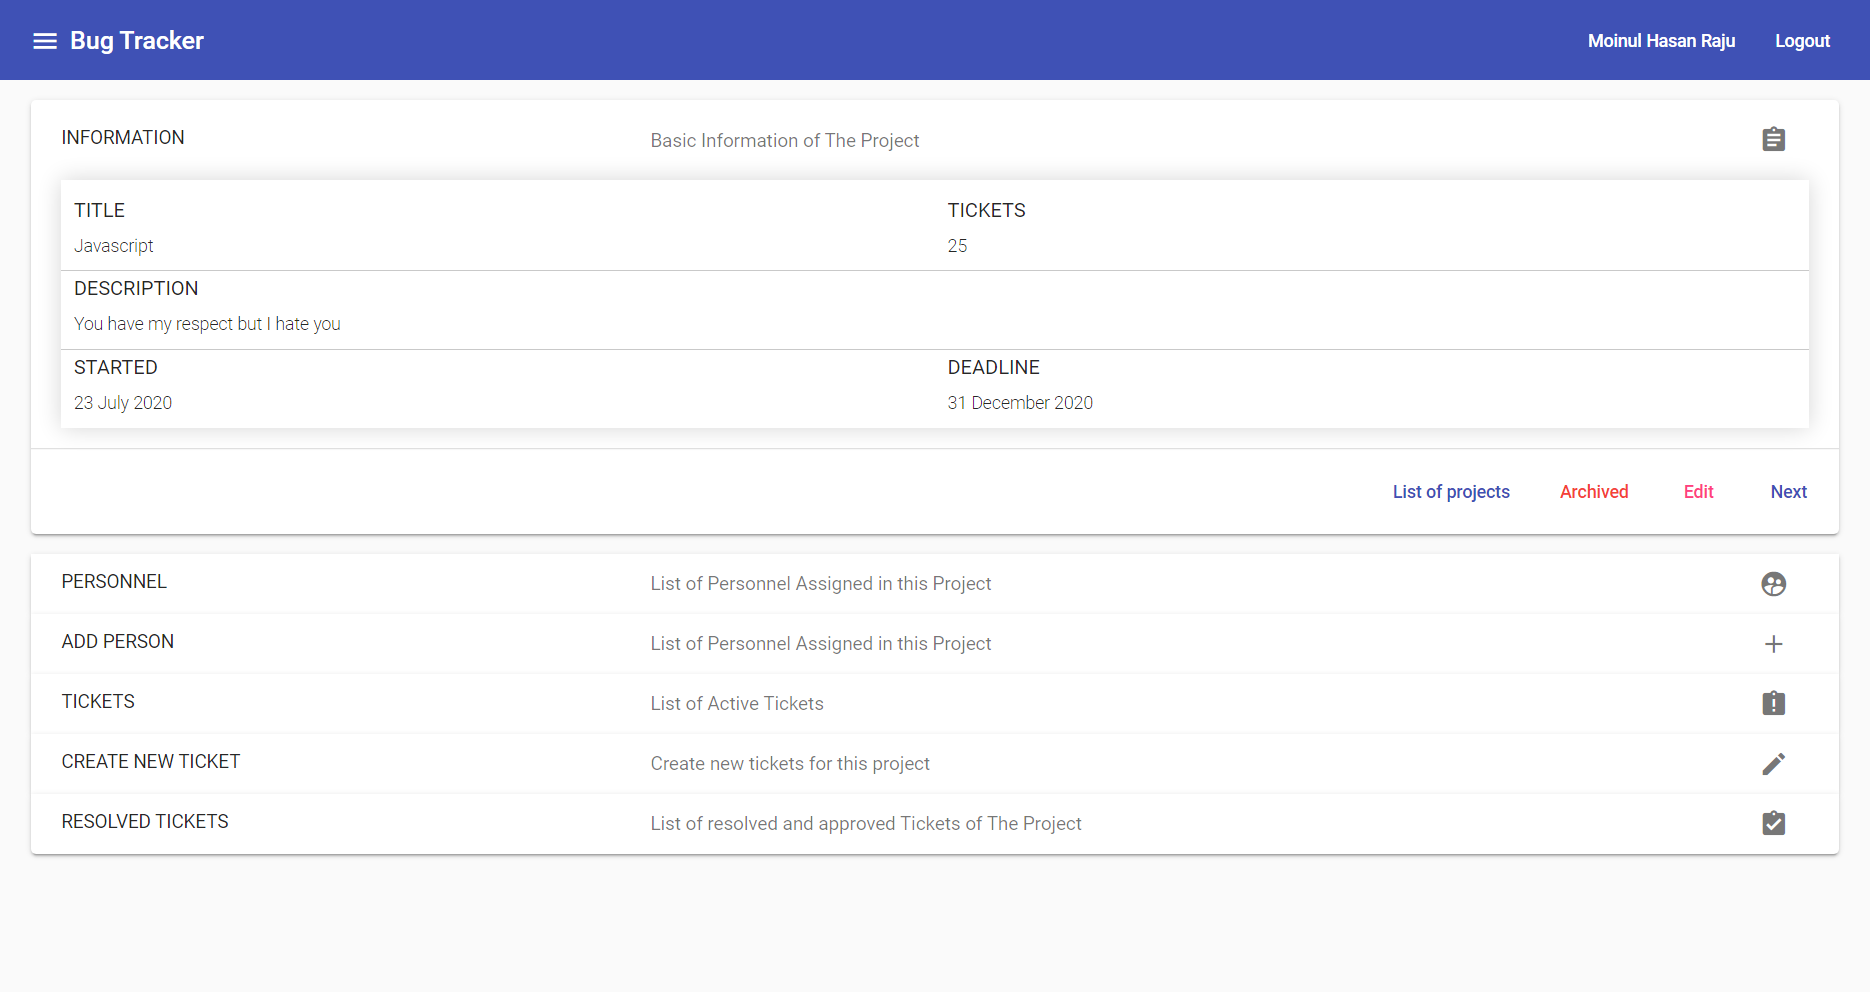 Bug Tracker
Moinul Hasan Raju
Logout
INFORMATION
Basic Information of The Project
TITLE
TICKETS
Javascript
25
DESCRIPTION
You have my respect but I hate you
STARTED
DEADLINE
23 July 2020
31 December 2020
List of projects
Archived
Edit
Next
PERSONNEL
List of Personnel Assigned in this Project
ADD PERSON
List of Personnel Assigned in this Project
TICKETS
List of Active Tickets
CREATE NEW TICKET
Create new tickets for this project
RESOLVED TICKETS
List of resolved and approved Tickets of The Project